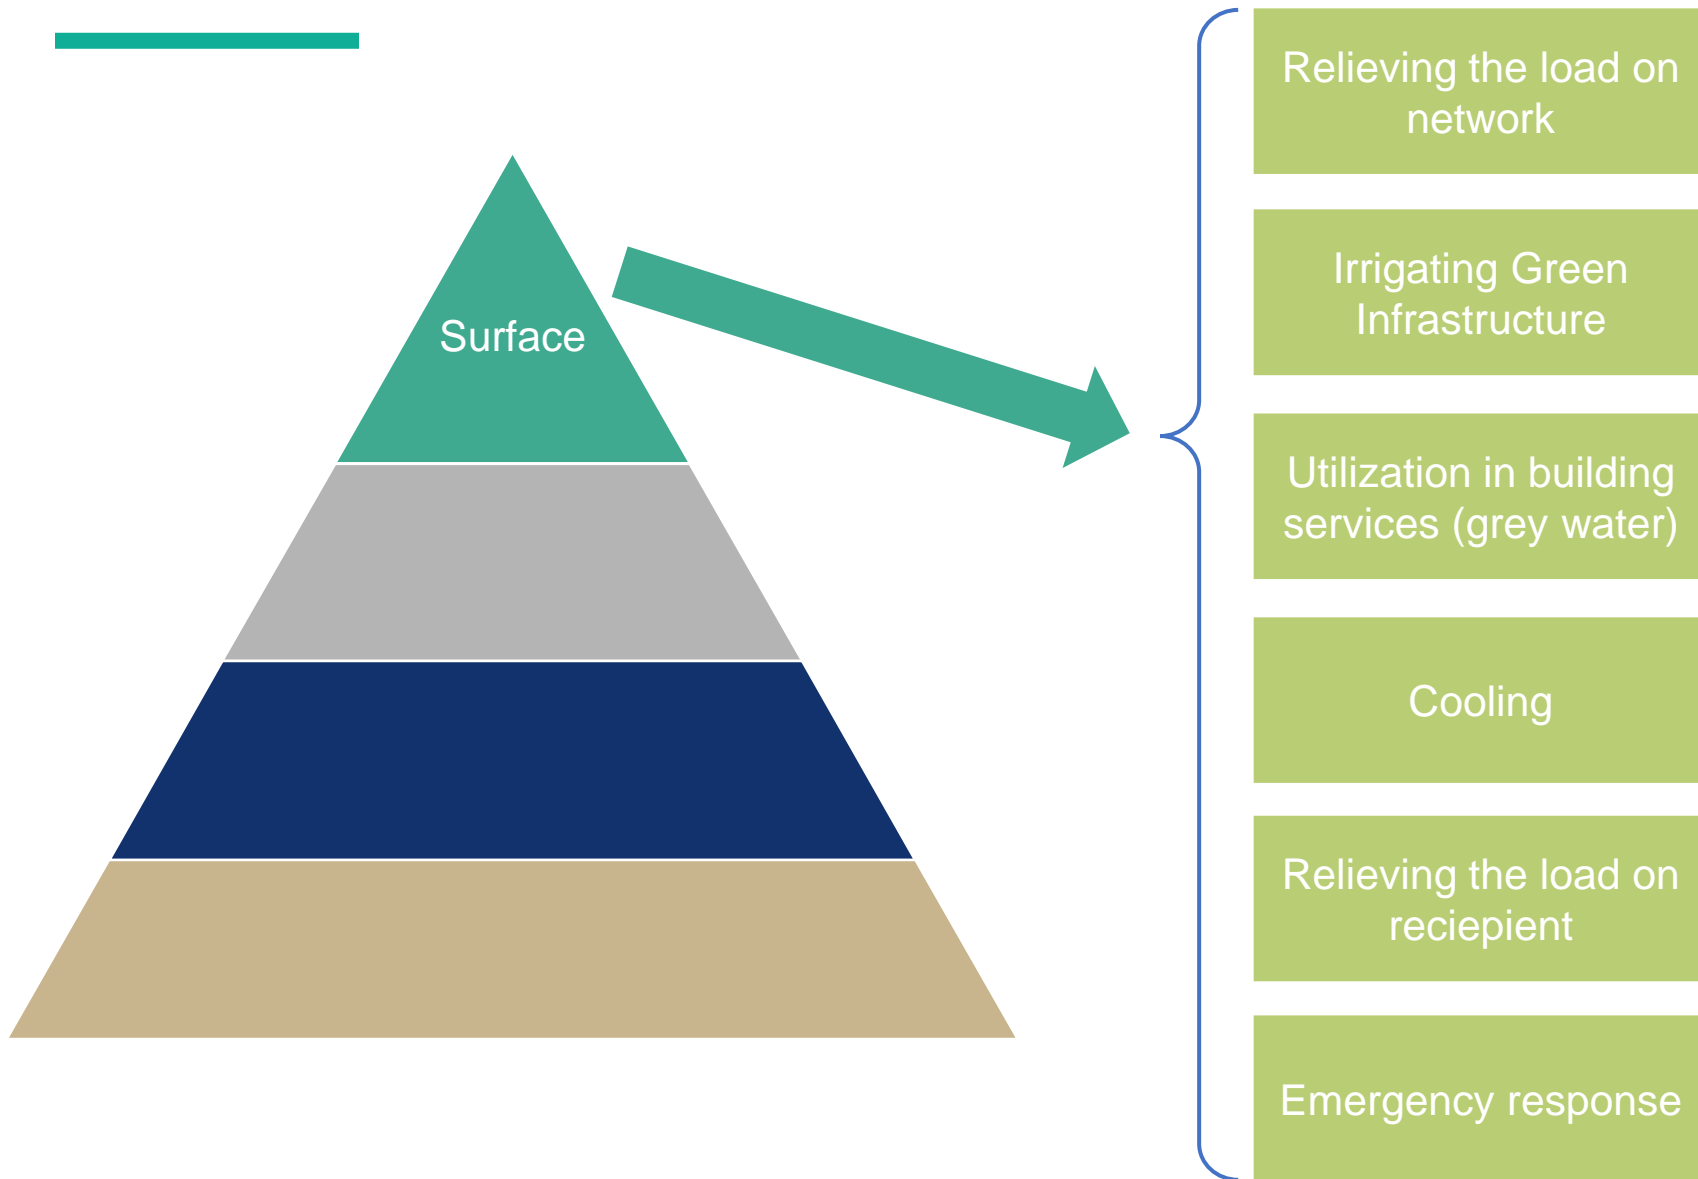 Surface
Relieving the load on
network
Irrigating Green
Infrastructure
Utilization in building
services (grey water)
Cooling
Relieving the load on
reciepient
Emergency response